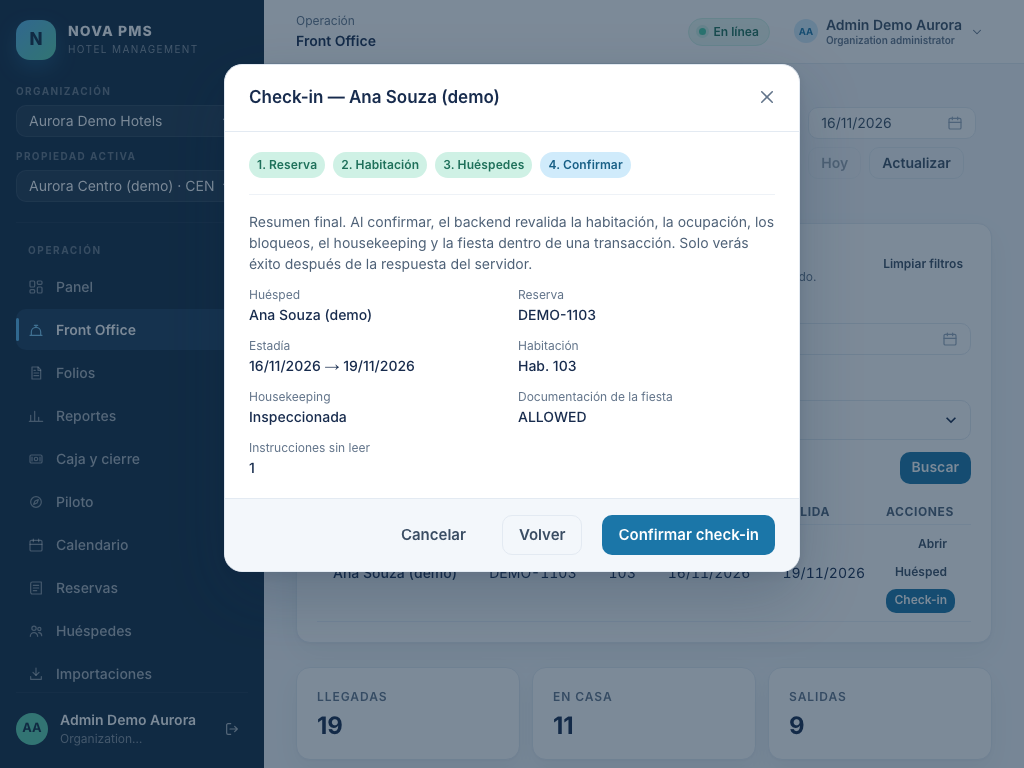 N
NOVA PMS
HOTEL MANAGEMENT
ORGANIZACIÓN
Aurora Demo Hotels
PROPIEDAD ACTIVA
Aurora Centro (demo) · CEN
OPERACIÓN
Panel
Front Office
Folios
Reportes
Caja y cierre
Piloto
Calendario
Reservas
Huéspedes
Importaciones
AA
Admin Demo Aurora
Organization...
Operación
Front Office
En línea
AA
Admin Demo Aurora
Organization administrator
16/11/2026
Hoy
Actualizar
Limpiar filtros
do.
Buscar
LIDA
ACCIONES
Abrir
Ana Souza (demo)
DEMO-1103
103
16/11/2026
19/11/2026
Huésped
Check-in
LLEGADAS
19
EN CASA
11
SALIDAS
9
Check-in — Ana Souza (demo)
1. Reserva
2. Habitación
3. Huéspedes
4. Confirmar
Resumen final. Al confirmar, el backend revalida la habitación, la ocupación, los
bloqueos, el housekeeping y la fiesta dentro de una transacción. Solo verás
éxito después de la respuesta del servidor.
Huésped
Ana Souza (demo)
Reserva
DEMO-1103
Estadía
16/11/2026 → 19/11/2026
Habitación
Hab. 103
Housekeeping
Inspeccionada
Documentación de la fiesta
ALLOWED
Instrucciones sin leer
1
Cancelar
Volver
Confirmar check-in